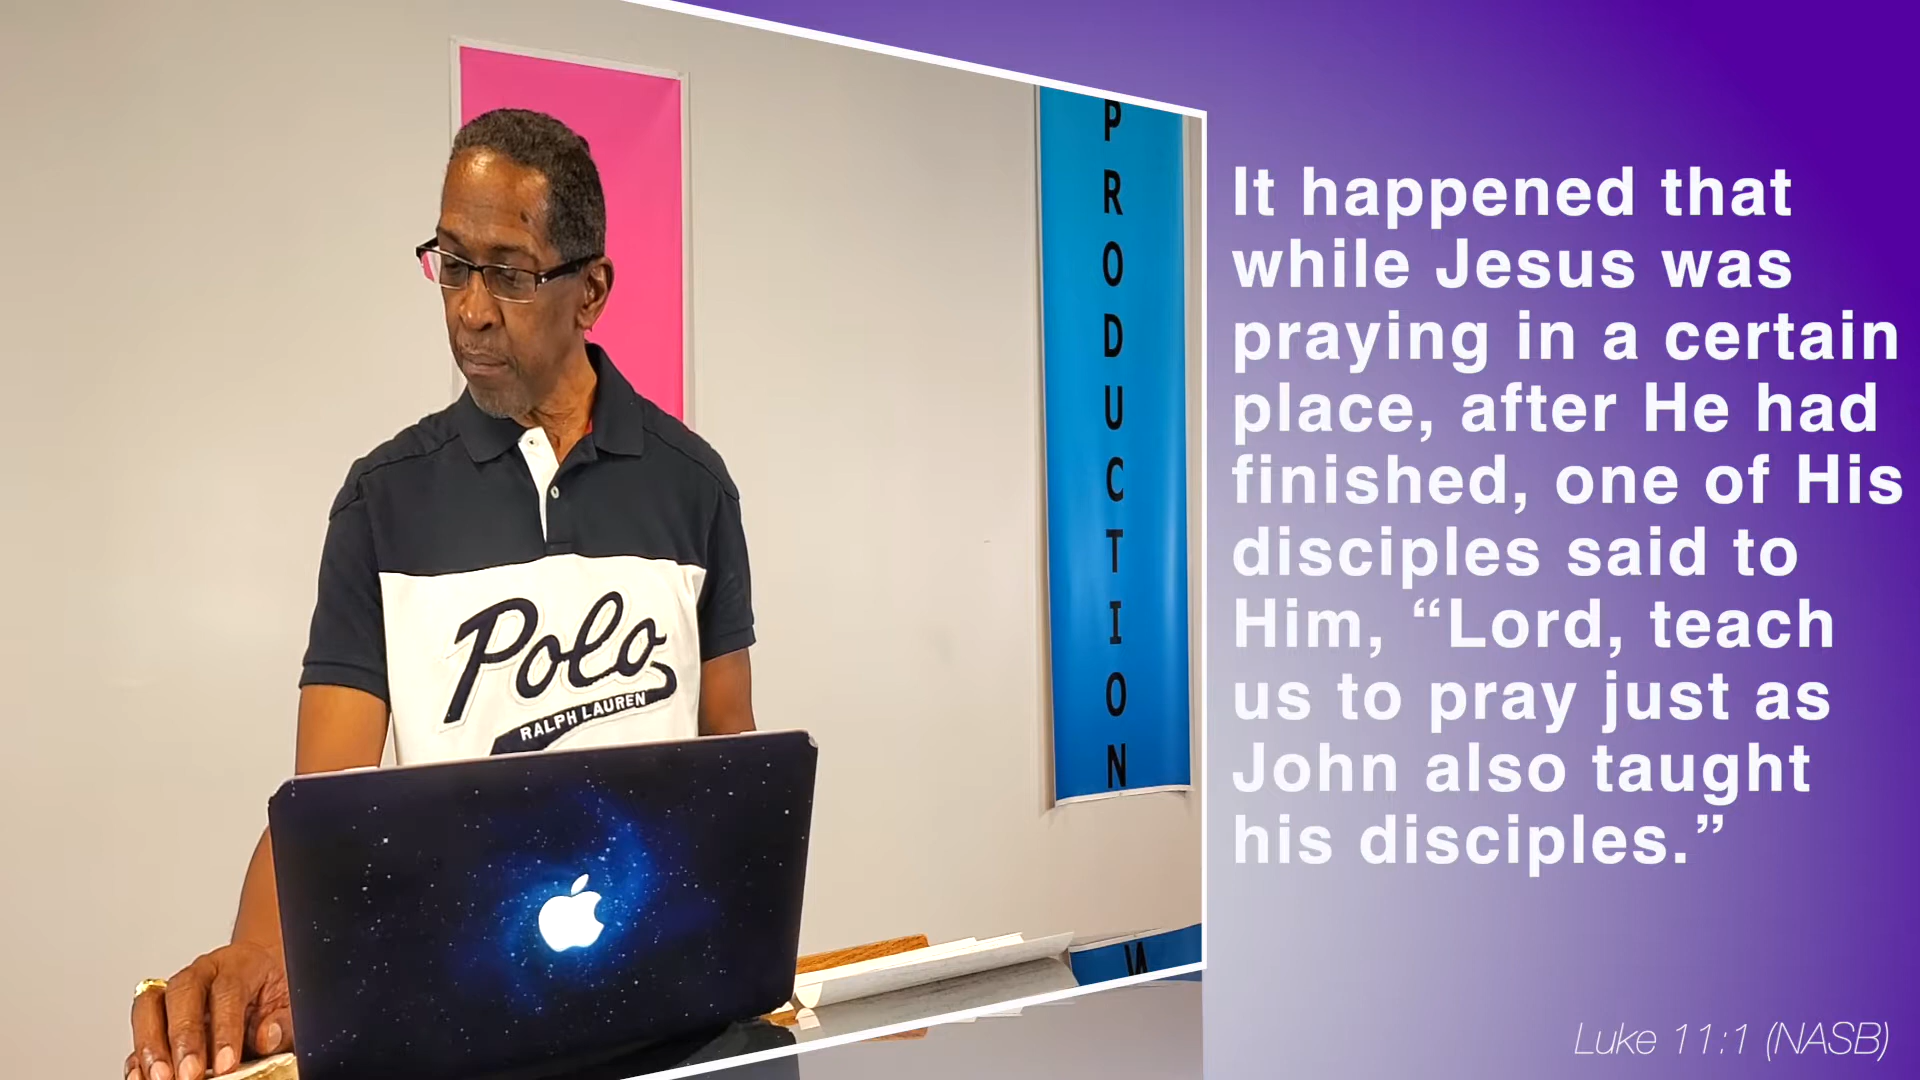 P
R
O
D
U
C
T
I
O
N
Polo
RALPH LAUREN
N
It happened that
while Jesus was
praying in a certain
place, after He had
finished, one of His
disciples said to
Him, “Lord, teach
us to pray just as
John also taught
his disciples.”
Luke 11:1 (NASB)